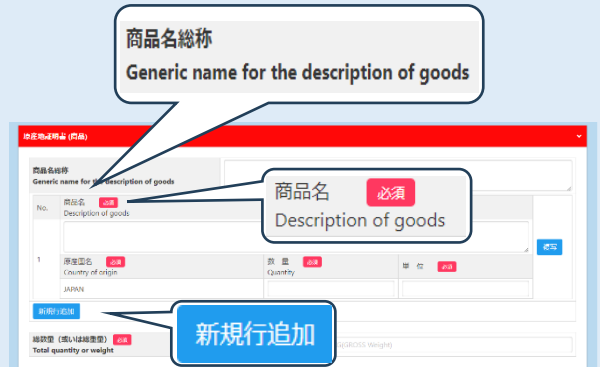 商品名総称
Generic name for the description of goods
原産地証明書 (商品)
商品名総称
Generic name for the description of goods
No.
商品名 必須
Description of goods
商品名 必須
Description of goods
複写
1
原産国名 必須
Country of origin
数 量 必須
Quantity
単 位 必須
JAPAN
新規行追加
新規行追加
総数量（或いは総重量） 必須
Total quantity or weight
(GROSS Weight)